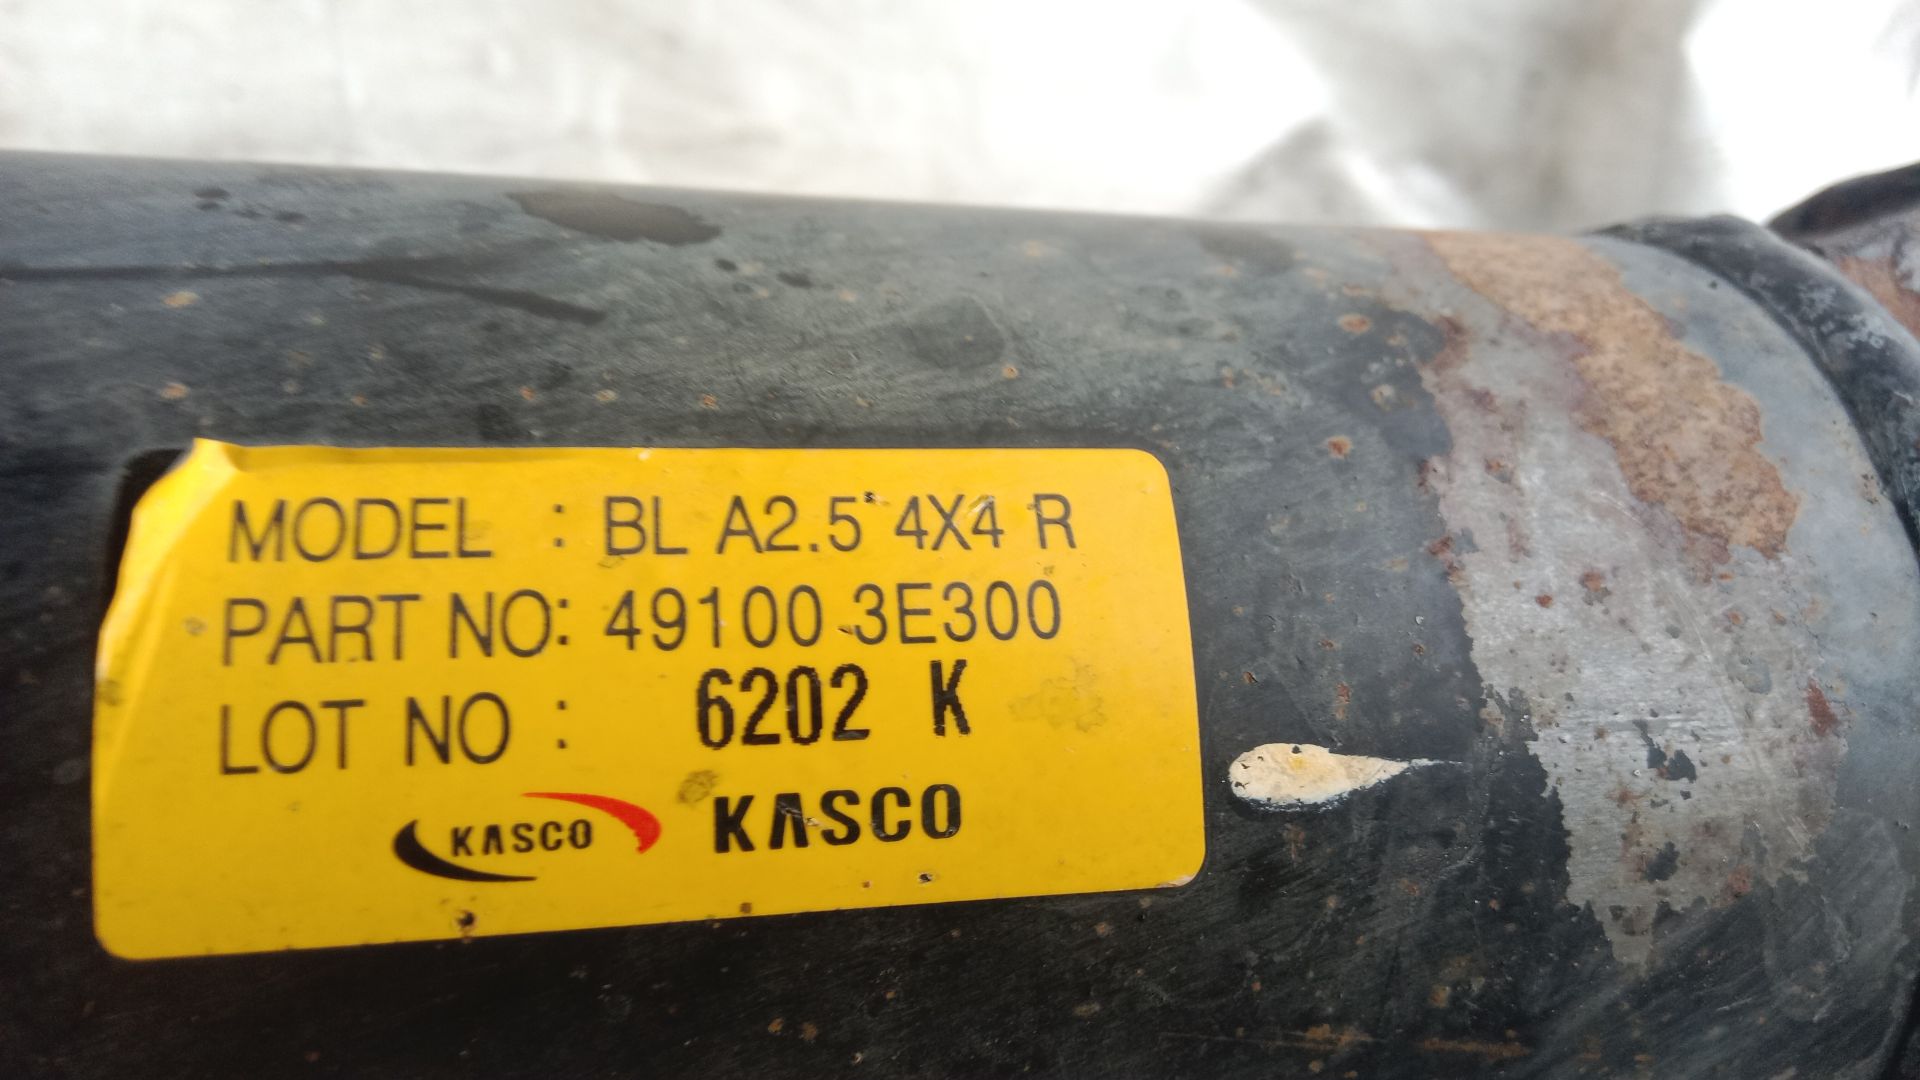 MODEL : BL A2.5 4X4 R
PART NO: 49100 3E300
LOT NO : 6202 K
KASCO KASCO